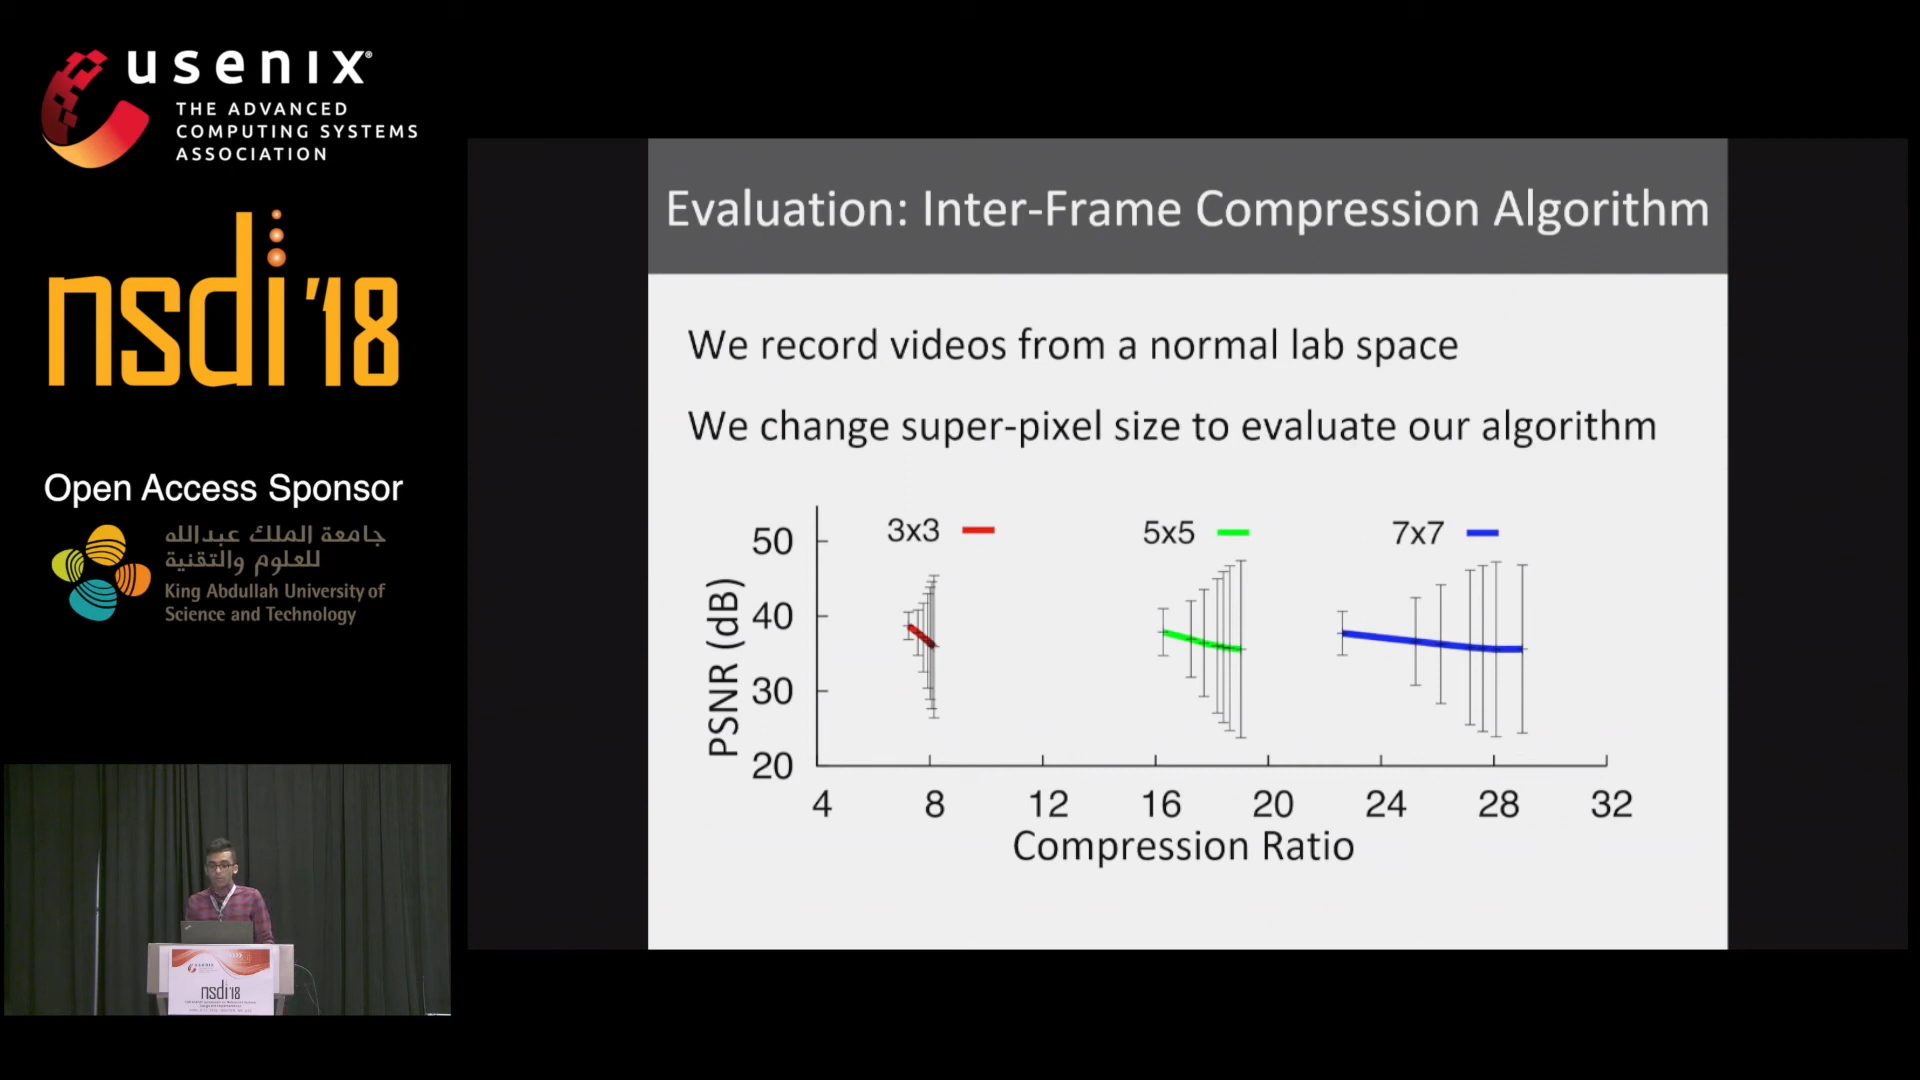 usenix®
THE ADVANCED
COMPUTING SYSTEMS
ASSOCIATION
nsdi '18
Open Access Sponsor
جامعة الملك عبدالله
للعلوم والتقنية
King Abdullah University of
Science and Technology
Evaluation: Inter-Frame Compression Algorithm
We record videos from a normal lab space
We change super-pixel size to evaluate our algorithm
3x3
5x5
7x7
PSNR (dB)
50
40
30
20
4 8 12 16 20 24 28 32
Compression Ratio
usenix
nsdi'18